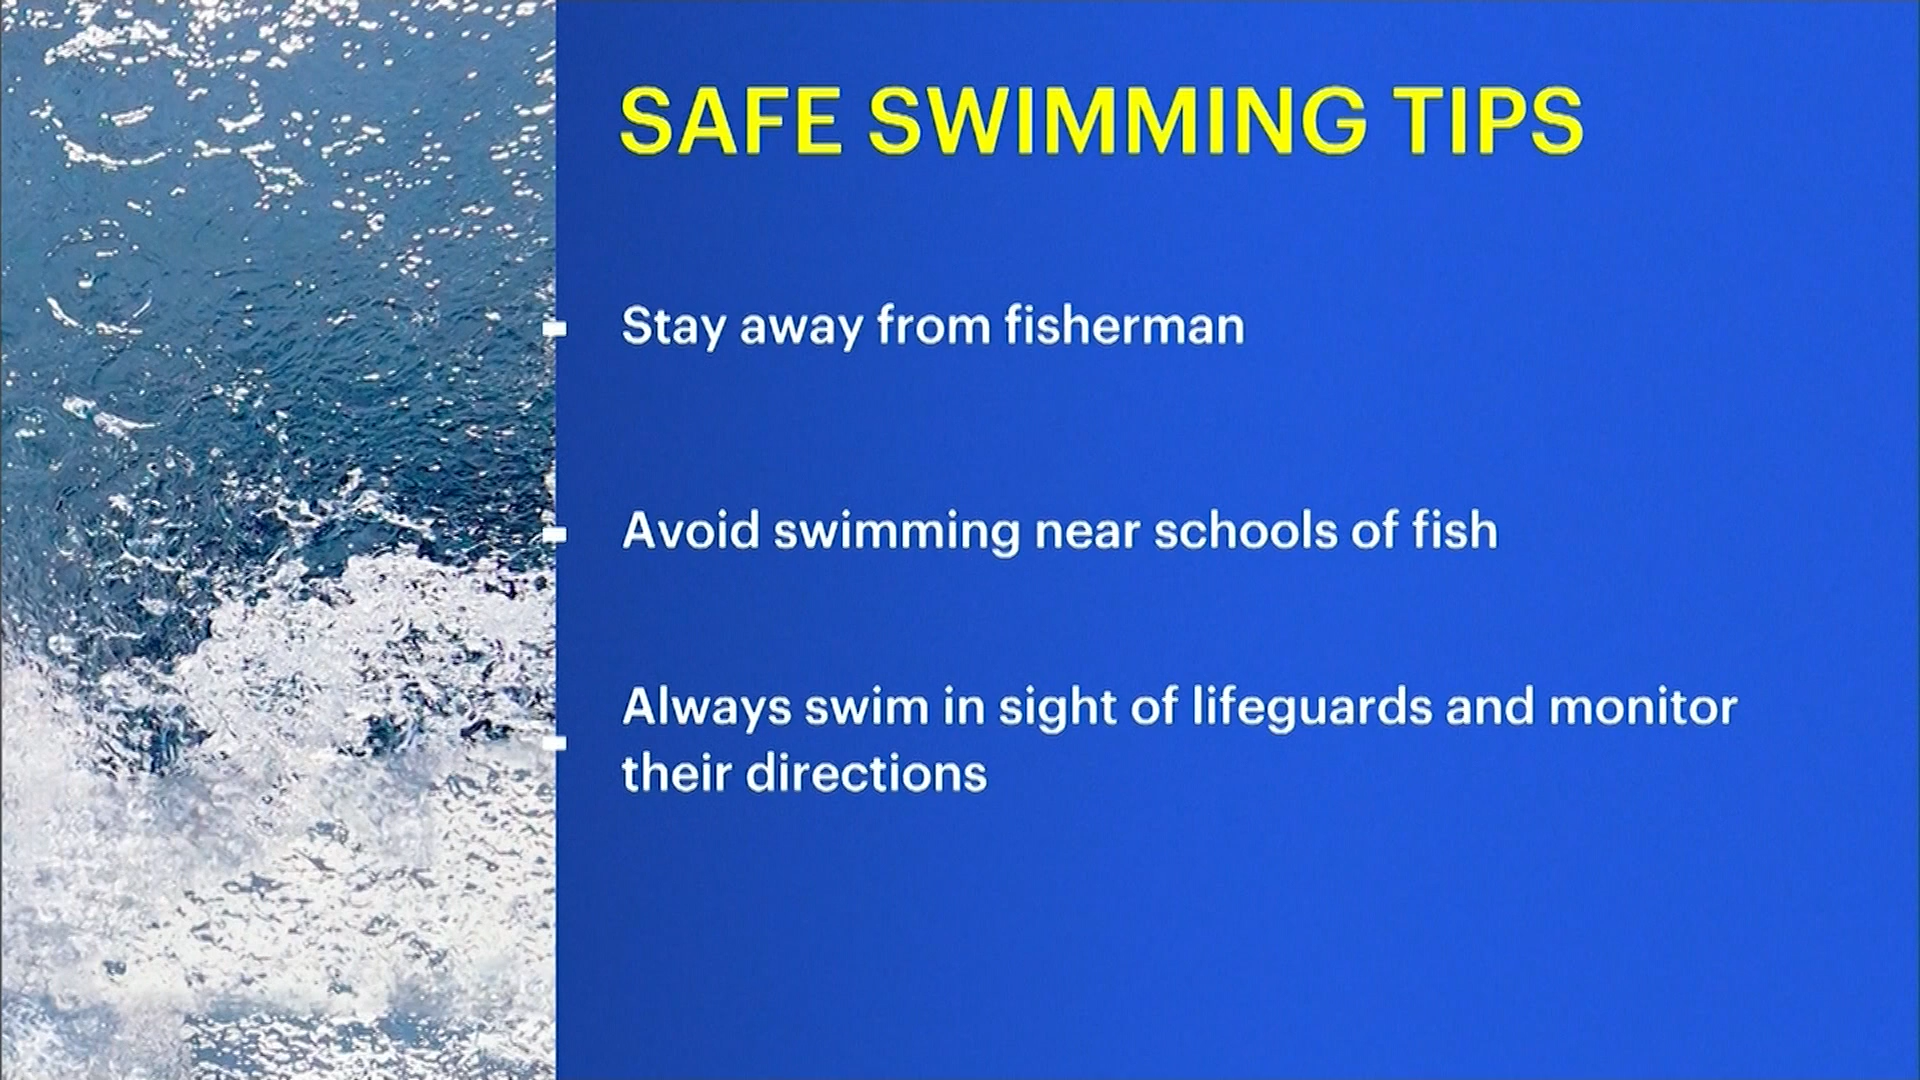 SAFE SWIMMING TIPS
Stay away from fisherman
Avoid swimming near schools of fish
Always swim in sight of lifeguards and monitor
their directions